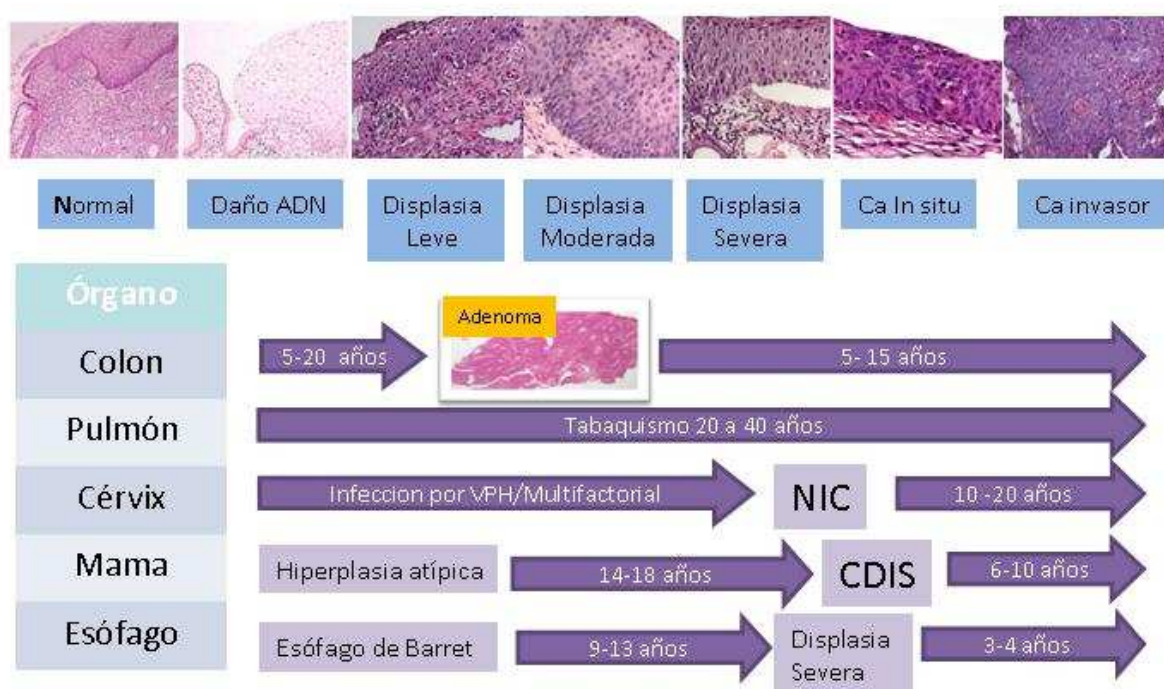 Normal
Daño ADN
Displasia
Leve
Displasia
Moderada
Displasia
Severa
Ca In situ
Ca invasor
Órgano
Colon
5-20 años
Adenoma
5- 15 años
Pulmón
Tabaquismo 20 a 40 años
Cérvix
Infeccion por VPH/Multifactorial
NIC
10 -20 años
Mama
Hiperplasia atípica
14-18 años
CDIS
6-10 años
Esófago
Esófago de Barret
9-13 años
Displasia
Severa
3-4 años